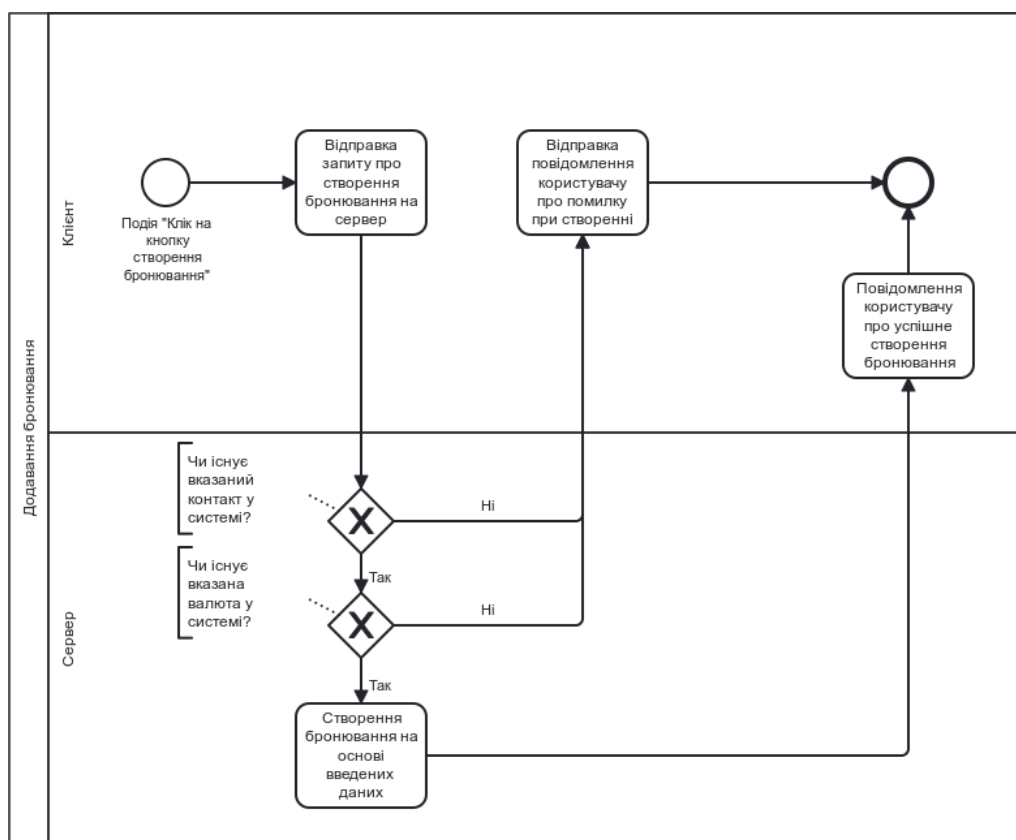 Додавання бронювання
Клієнт
Подія "Клік на
кнопку
створення
бронювання"
Відправка
запиту про
створення
бронювання на
сервер
Відправка
повідомлення
користувачу
про помилку
при створенні
Повідомлення
користувачу
про успішне
створення
бронювання
Сервер
Чи існує
вказаний
контакт у
системі?
Ні
Так
Чи існує
вказана
валюта у
системі?
Ні
Так
Створення
бронювання на
основі
введених
даних